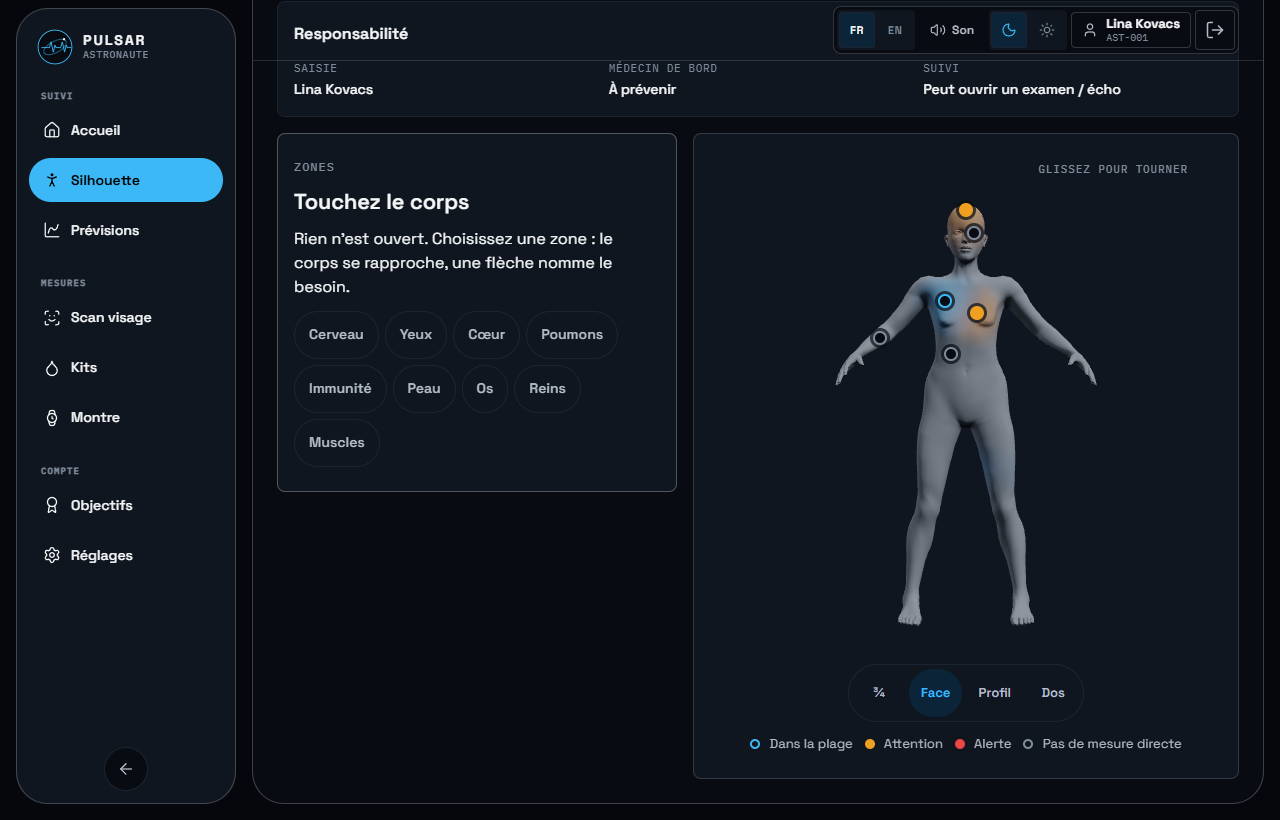 PULSAR
ASTRONAUTE
SUIVI
Accueil
Silhouette
Prévisions
MESURES
Scan visage
Kits
Montre
COMPTE
Objectifs
Réglages
Responsabilité
FR EN Son Lina Kovacs
AST-001
SAISIE
Lina Kovacs
MÉDECIN DE BORD
À prévenir
SUIVI
Peut ouvrir un examen / écho
ZONES
Touchez le corps
Rien n'est ouvert. Choisissez une zone : le
corps se rapproche, une flèche nomme le
besoin.
Cerveau Yeux Cœur Poumons
Immunité Peau Os Reins
Muscles
GLISSEZ POUR TOURNER
¾ Face Profil Dos
Dans la plage Attention Alerte Pas de mesure directe